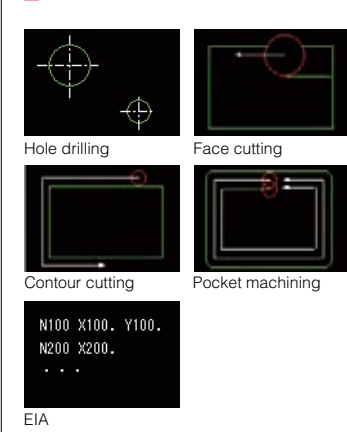 Hole drilling
Face cutting
Contour cutting
Pocket machining
N100 X100. Y100.
N200 X200.
. . .
EIA